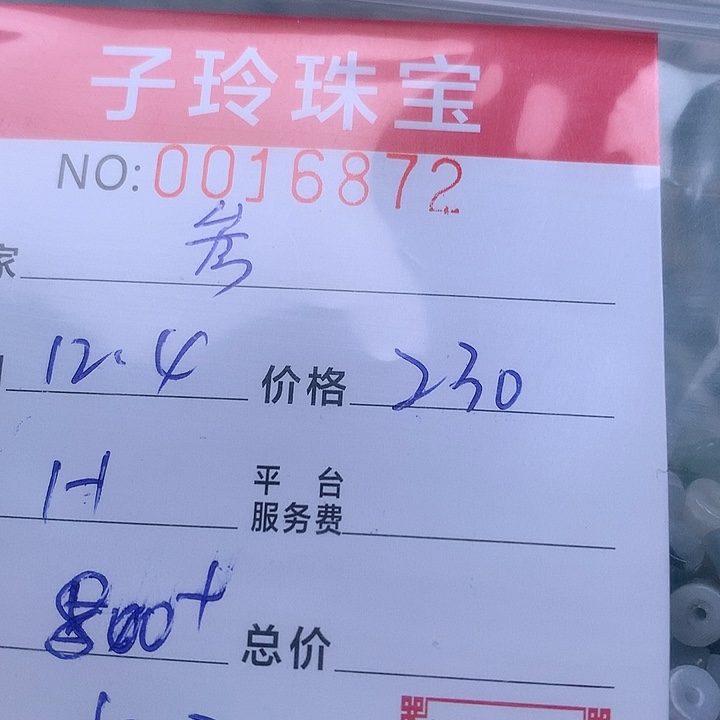 子玲珠宝
NO:0016872
家
12.4 价格 230
H 平台
服务费
800+ 总价